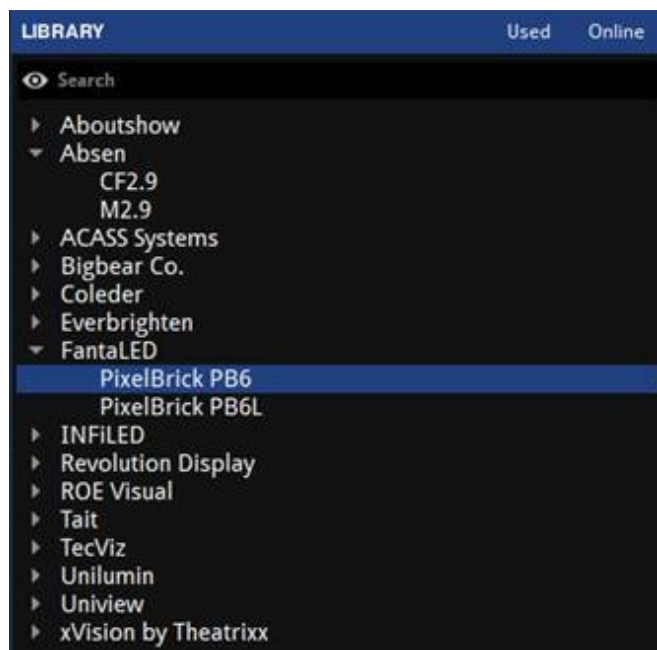 LIBRARY Used Online
Search
Aboutshow
Absen
CF2.9
M2.9
ACASS Systems
Bigbear Co.
Coleder
Everbrighten
FantaLED
PixelBrick PB6
PixelBrick PB6L
INFiLED
Revolution Display
ROE Visual
Tait
TecViz
Unilumin
Uniview
xVision by Theatrixx